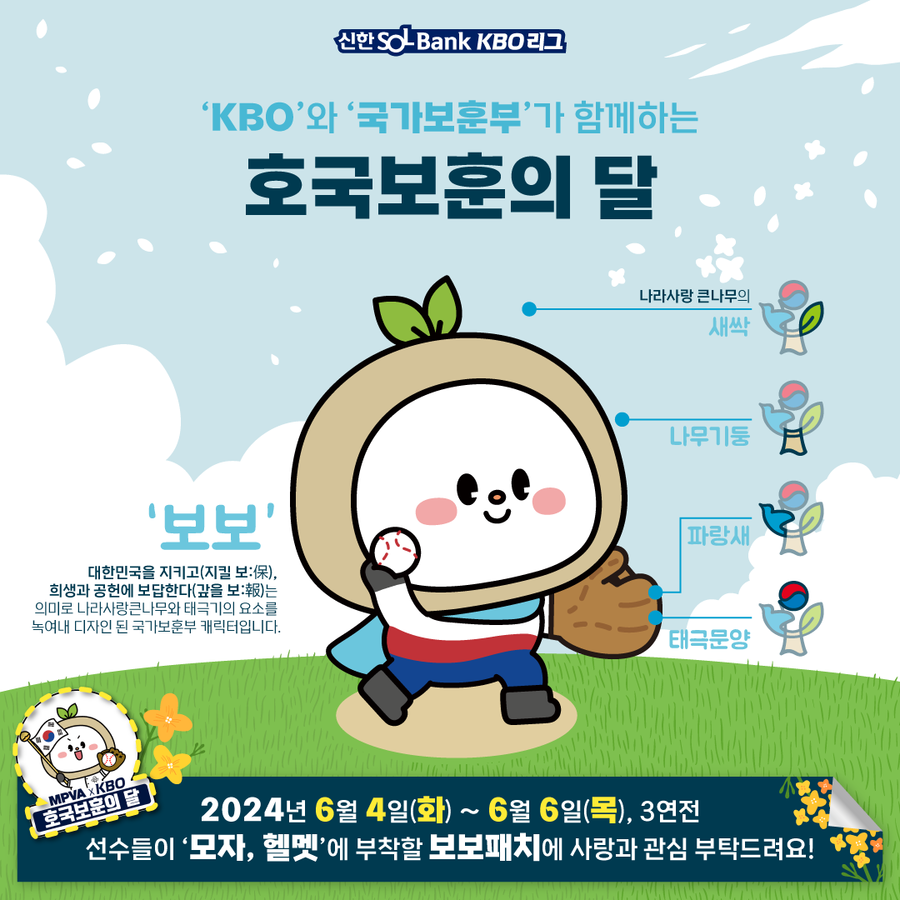 신한 SOL Bank KBO 리그
‘KBO’와 ‘국가보훈부’가 함께하는
호국보훈의 달
나라사랑 큰나무의
새싹
나무기둥
파랑새
태극문양
‘보보’
대한민국을 지키고(지킬 보:保),
희생과 공헌에 보답한다(갚을 보:報)는
의미로 나라사랑큰나무와 태극기의 요소를
녹여내 디자인 된 국가보훈부 캐릭터입니다.
MPVA x KBO
호국보훈의 달
2024년 6월 4일(화) ~ 6월 6일(목), 3연전
선수들이 ‘모자, 헬멧’에 부착할 보보패치에 사랑과 관심 부탁드려요!